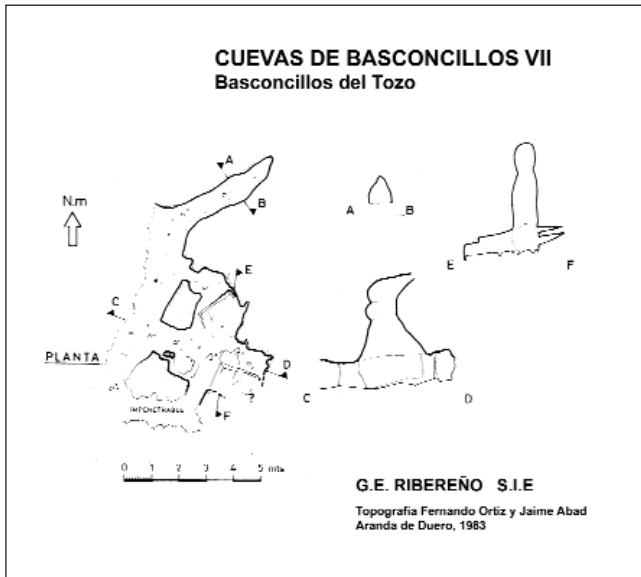 CUEVAS DE BASCONCILLOS VII
Basconcillos del Tozo
A
B
A
B
N.m
E
E
F
C
PLANTA
D
C
D
?
F
IMPENETRABLE
0 1 2 3 4 5 mts
G.E. RIBEREÑO S.I.E
Topografía Fernando Ortiz y Jaime Abad
Aranda de Duero, 1983